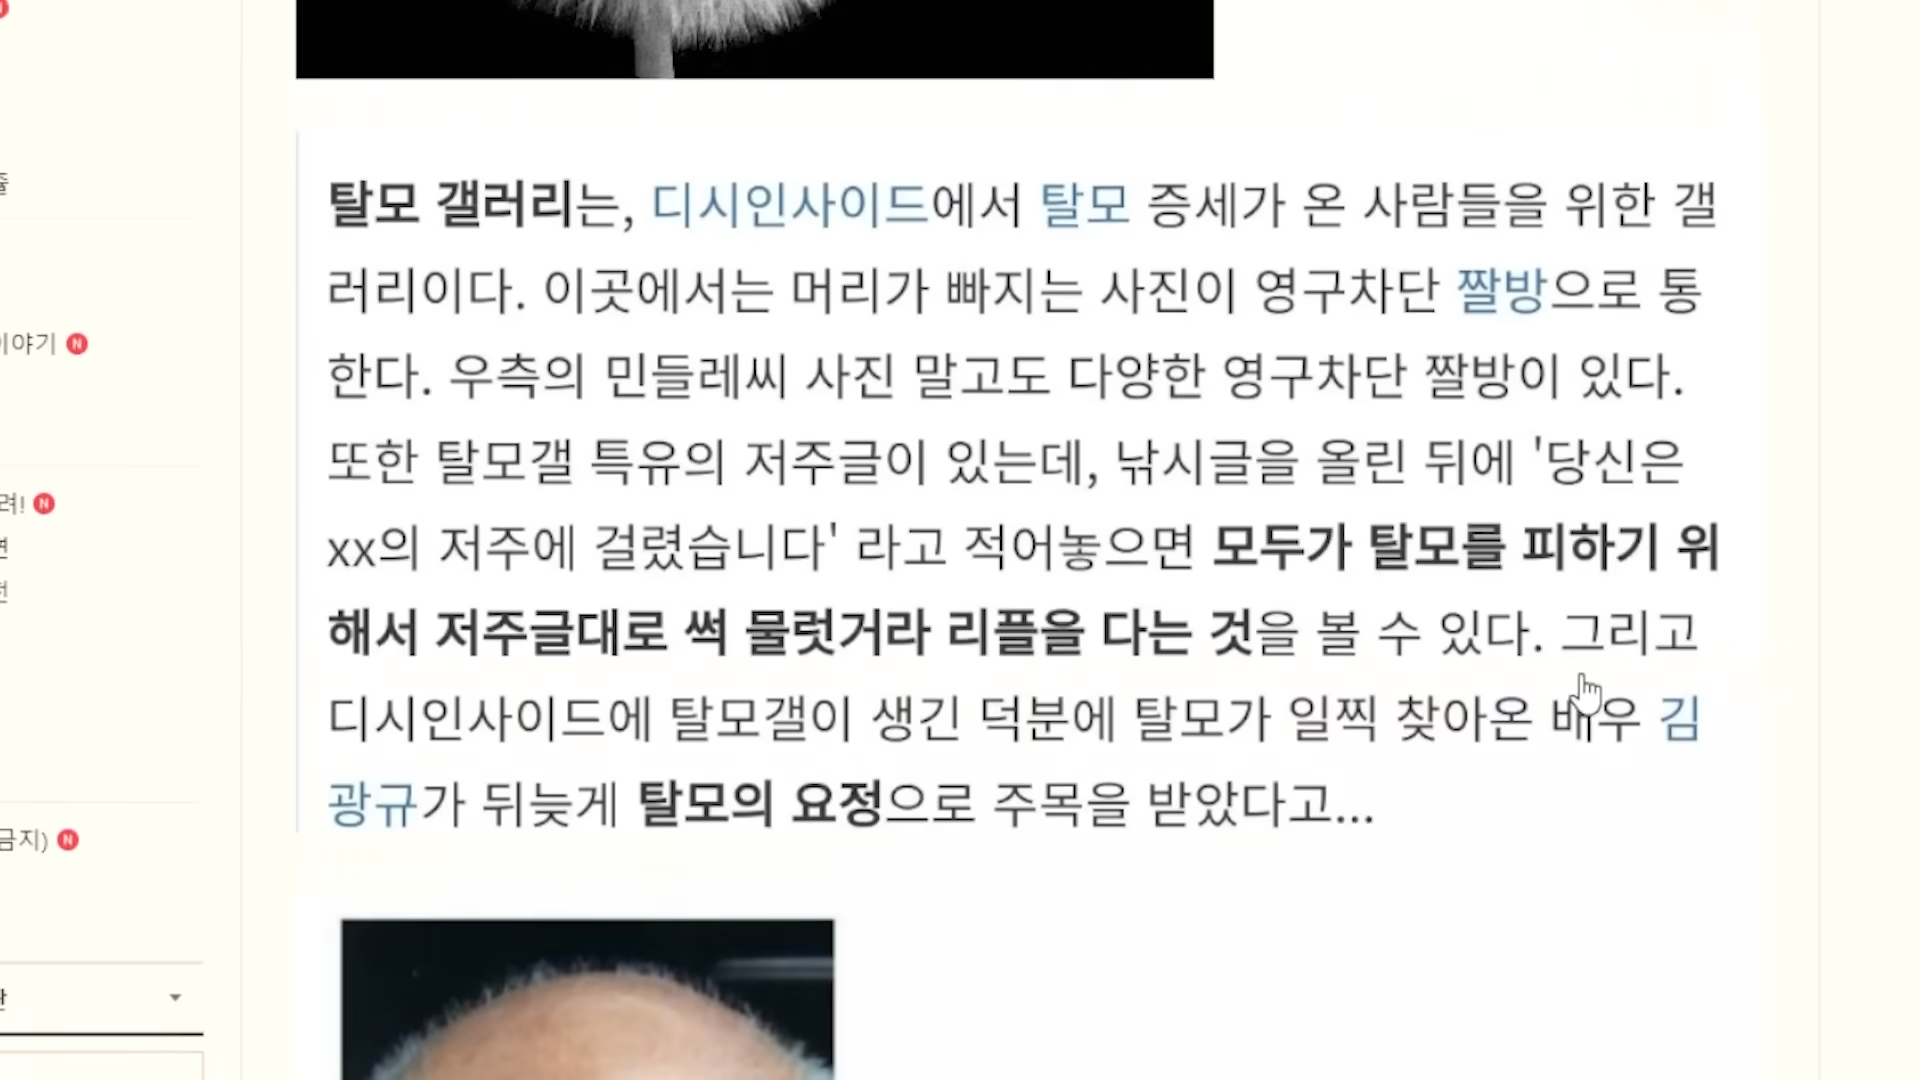 탈모 갤러리는, 디시인사이드에서 탈모 증세가 온 사람들을 위한 갤
러리이다. 이곳에서는 머리가 빠지는 사진이 영구차단 짤방으로 통
한다. 우측의 민들레씨 사진 말고도 다양한 영구차단 짤방이 있다.
또한 탈모갤 특유의 저주글이 있는데, 낚시글을 올린 뒤에 '당신은
xx의 저주에 걸렸습니다' 라고 적어놓으면 모두가 탈모를 피하기 위
해서 저주글대로 썩 물럿거라 리플을 다는 것을 볼 수 있다. 그리고
디시인사이드에 탈모갤이 생긴 덕분에 탈모가 일찍 찾아온 배우 김
광규가 뒤늦게 탈모의 요정으로 주목을 받았다고...
이야기 N
려! N
금지) N